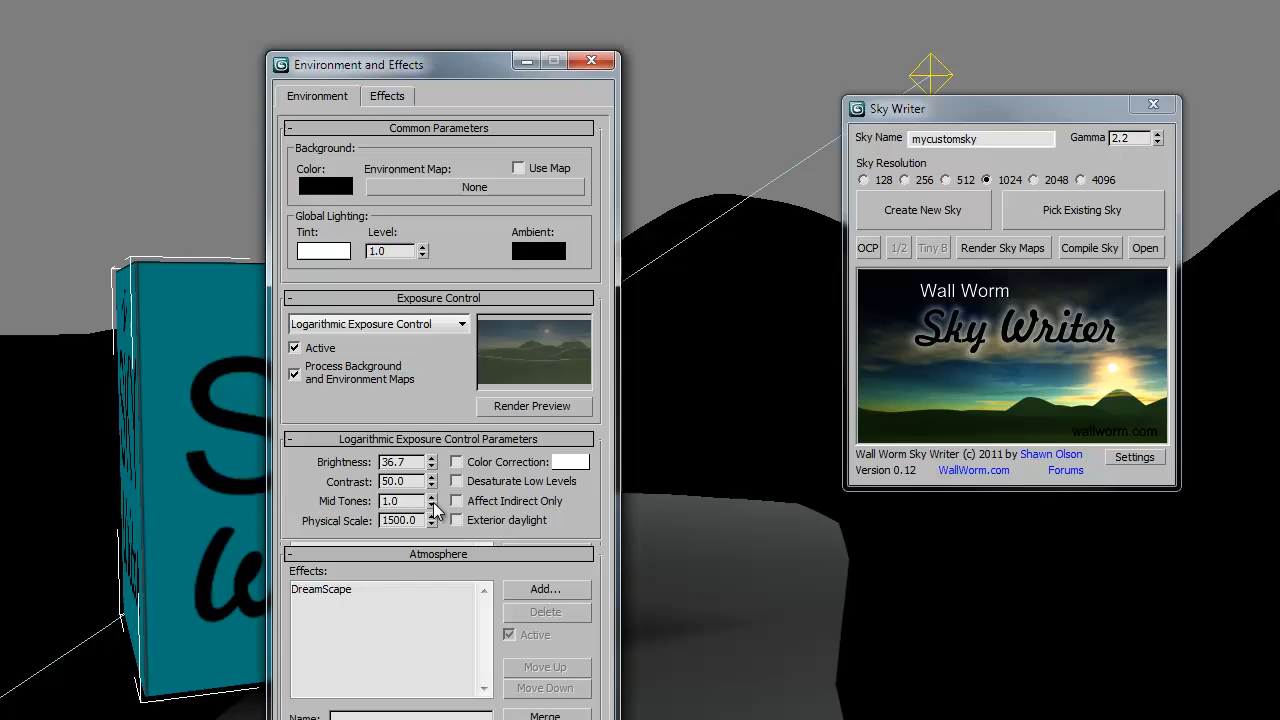 Environment and Effects
Environment
Effects
Common Parameters
Background:
Color:
Environment Map:
Use Map
None
Global Lighting:
Tint:
Level:
Ambient:
1.0
Exposure Control
Logarithmic Exposure Control
Active
Process Background
and Environment Maps
Render Preview
Logarithmic Exposure Control Parameters
Brightness: 36.7
Color Correction:
Contrast: 50.0
Desaturate Low Levels
Mid Tones: 1.0
Affect Indirect Only
Physical Scale: 1500.0
Exterior daylight
Atmosphere
Effects:
DreamScape
Add...
Delete
Active
Move Up
Move Down
Name:
Merge
Sky Writer
Sky Name mycustomsky Gamma 2.2
Sky Resolution
128 256 512 1024 2048 4096
Create New Sky
Pick Existing Sky
OCP 1/2 Tiny B Render Sky Maps Compile Sky Open
Wall Worm
Sky Writer
wallworm.com
Wall Worm Sky Writer (c) 2011 by Shawn Olson
Settings
Version 0.12 WallWorm.com Forums